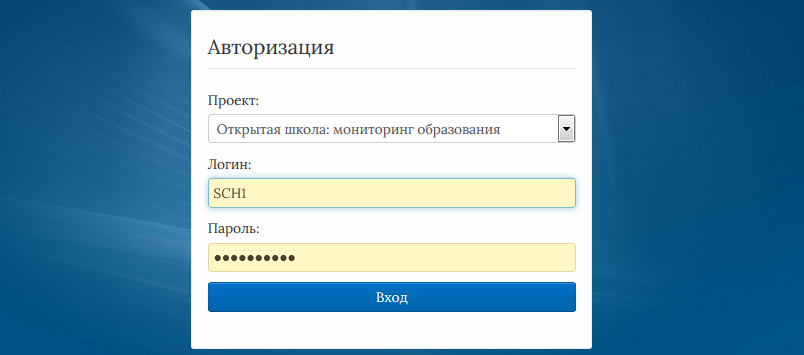 Авторизация
Проект:
Открытая школа: мониторинг образования
Логин:
SCH1
Пароль:
●●●●●●●●●●
Вход